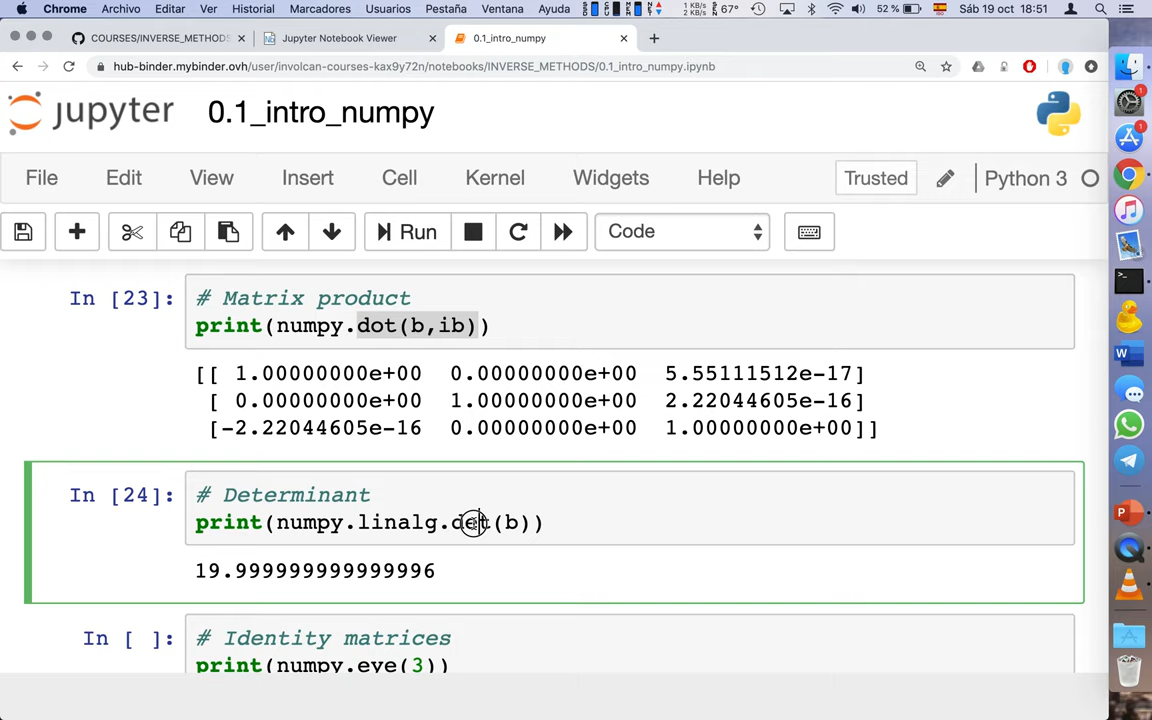 Chrome Archivo Editar Ver Historial Marcadores Usuarios Pestaña Ventana Ayuda 1 KB/s 2 KB/s 67° 52 % Sáb 19 oct 18:51
COURSES/INVERSE_METHODS × Jupyter Notebook Viewer × 0.1_intro_numpy ×
hub-binder.mybinder.ovh/user/involcan-courses-kax9y72n/notebooks/INVERSE_METHODS/0.1_intro_numpy.ipynb
jupyter 0.1_intro_numpy
File Edit View Insert Cell Kernel Widgets Help Trusted Python 3
Run Code
In [23]: # Matrix product
print(numpy.dot(b,ib))
[[ 1.00000000e+00 0.00000000e+00 5.55111512e-17]
[ 0.00000000e+00 1.00000000e+00 2.22044605e-16]
[-2.22044605e-16 0.00000000e+00 1.00000000e+00]]
In [24]: # Determinant
print(numpy.linalg.det(b))
19.999999999999996
In [ ]: # Identity matrices
print(numpy.eye(3))